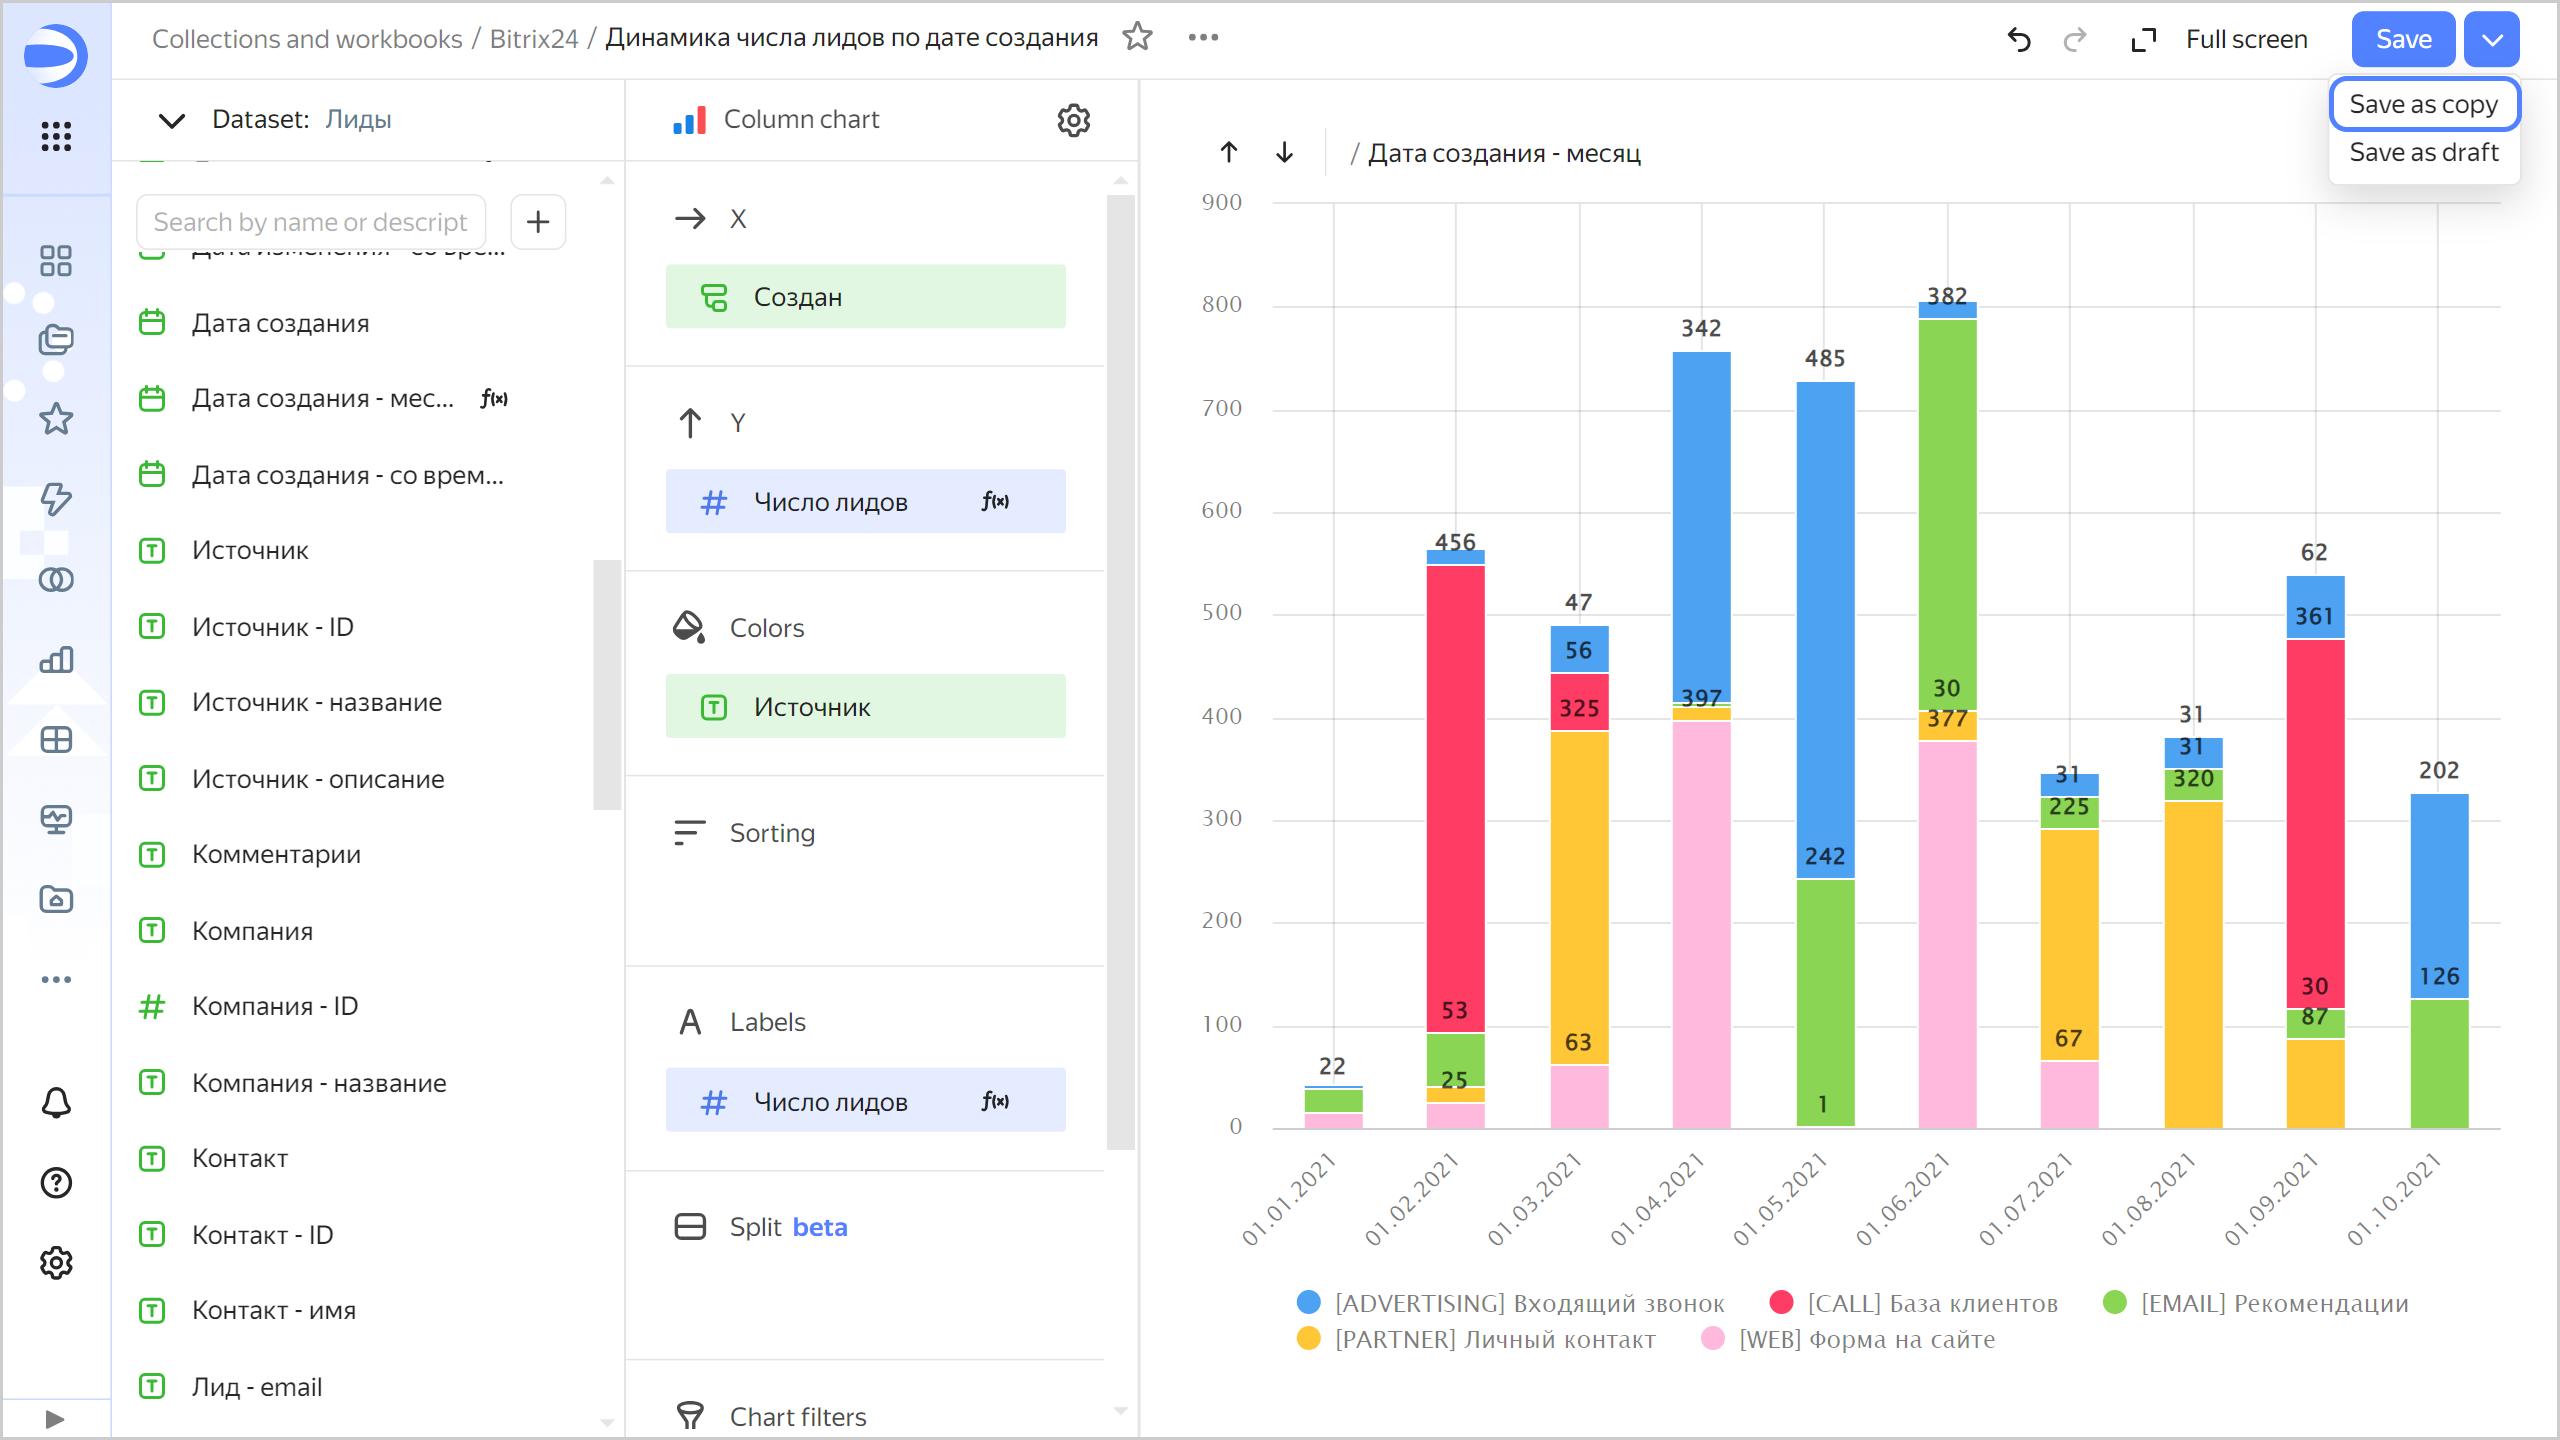 Collections and workbooks / Bitrix24 / Динамика числа лидов по дате создания
Full screen
Save
Save as copy
Save as draft
Dataset: Лиды
Search by name or descript
Дата изменения - со вре...
Дата создания
Дата создания - мес... f(x)
Дата создания - со врем...
Источник
Источник - ID
Источник - название
Источник - описание
Комментарии
Компания
Компания - ID
Компания - название
Контакт
Контакт - ID
Контакт - имя
Лид - email
Column chart
X
Создан
Y
Число лидов f(x)
Colors
Источник
Sorting
Labels
Число лидов f(x)
Split beta
Chart filters
/ Дата создания - месяц
900
800
700
600
500
400
300
200
100
0
22
456
53
25
47
56
325
63
342
397
485
242
1
382
30
377
31
225
67
31
31
320
62
361
30
87
202
126
01.01.2021
01.02.2021
01.03.2021
01.04.2021
01.05.2021
01.06.2021
01.07.2021
01.08.2021
01.09.2021
01.10.2021
[ADVERTISING] Входящий звонок
[CALL] База клиентов
[EMAIL] Рекомендации
[PARTNER] Личный контакт
[WEB] Форма на сайте